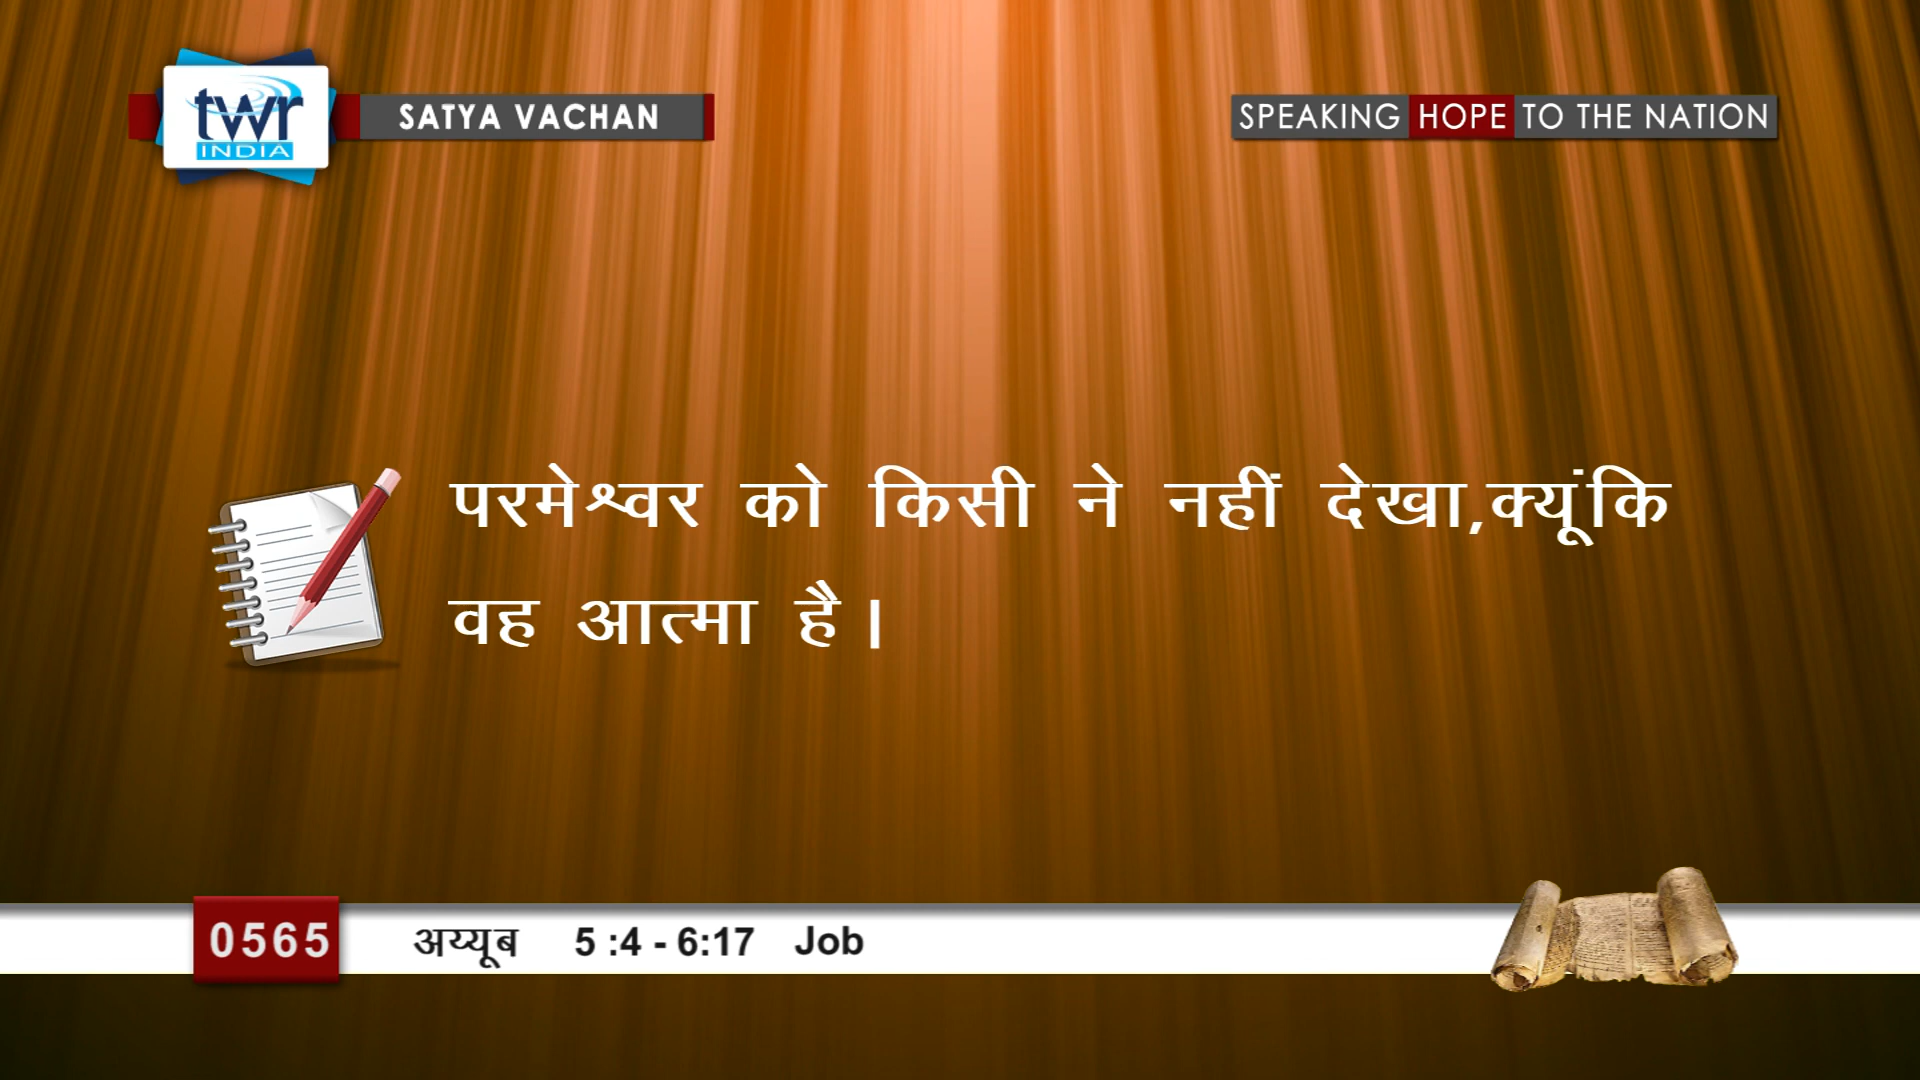 twr
INDIA
SATYA VACHAN
SPEAKING HOPE TO THE NATION
परमेश्वर को किसी ने नहीं देखा,क्यूंकि
वह आत्मा है।
0565 अय्यूब 5 :4 - 6:17 Job